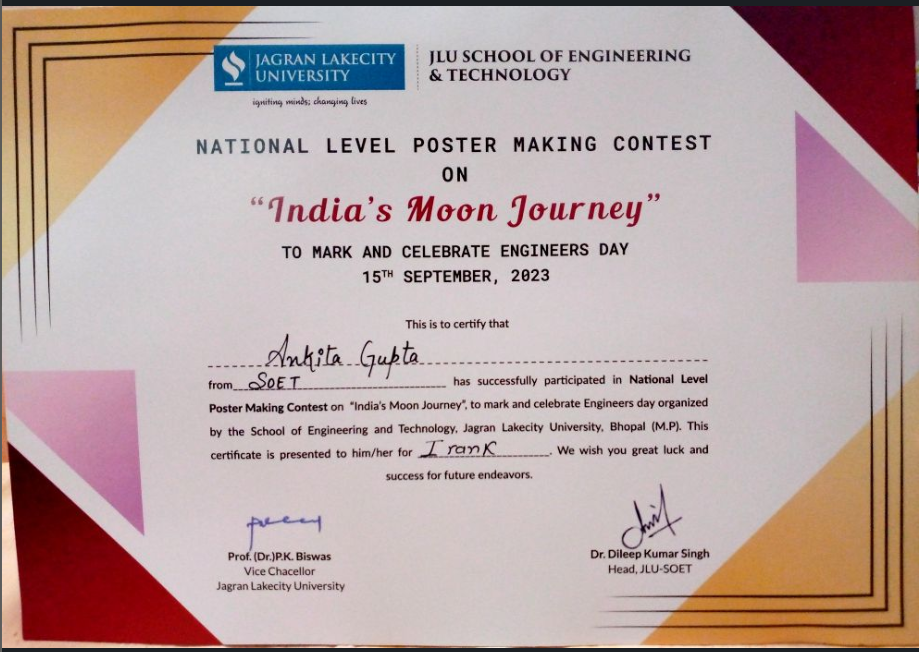 JAGRAN LAKECITY
UNIVERSITY
igniting minds; changing lives
JLU SCHOOL OF ENGINEERING
& TECHNOLOGY
NATIONAL LEVEL POSTER MAKING CONTEST
ON
“India’s Moon Journey”
TO MARK AND CELEBRATE ENGINEERS DAY
15TH SEPTEMBER, 2023
This is to certify that
Ankita Gupta
from SOET has successfully participated in National Level
Poster Making Contest on “India’s Moon Journey”, to mark and celebrate Engineers day organized
by the School of Engineering and Technology, Jagran Lakecity University, Bhopal (M.P). This
certificate is presented to him/her for I rank. We wish you great luck and
success for future endeavors.
Prof. (Dr.)P.K. Biswas
Vice Chacellor
Jagran Lakecity University
Dr. Dileep Kumar Singh
Head, JLU-SOET